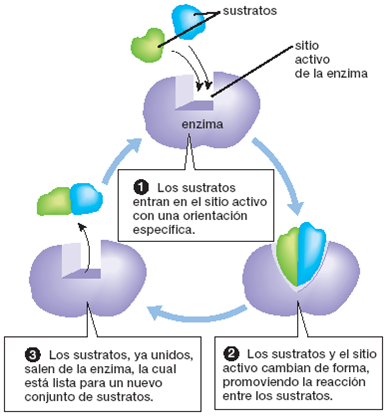 sustratos
sitio
activo
de la enzima
enzima
1 Los sustratos
entran en el sitio activo
con una orientación
específica.
3 Los sustratos, ya unidos,
salen de la enzima, la cual
está lista para un nuevo
conjunto de sustratos.
2 Los sustratos y el sitio
activo cambian de forma,
promoviendo la reacción
entre los sustratos.